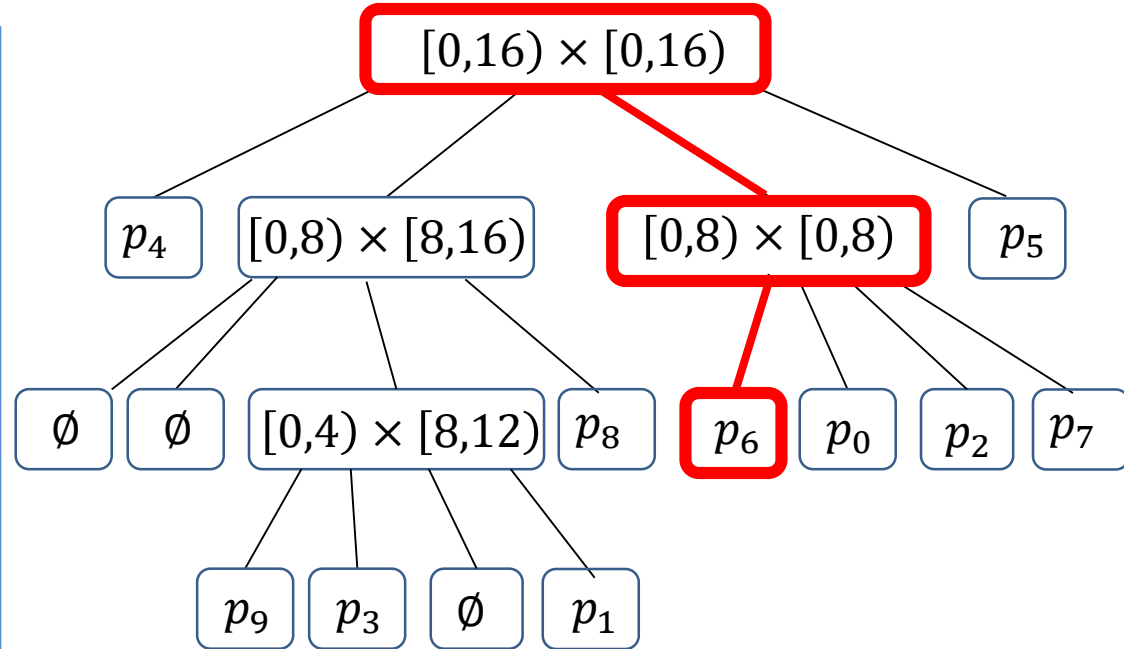 [0,16) × [0,16)
p₄ [0,8) × [8,16) [0,8) × [0,8) p₅
∅ ∅ [0,4) × [8,12) p₈ p₆ p₀ p₂ p₇
p₉ p₃ ∅ p₁